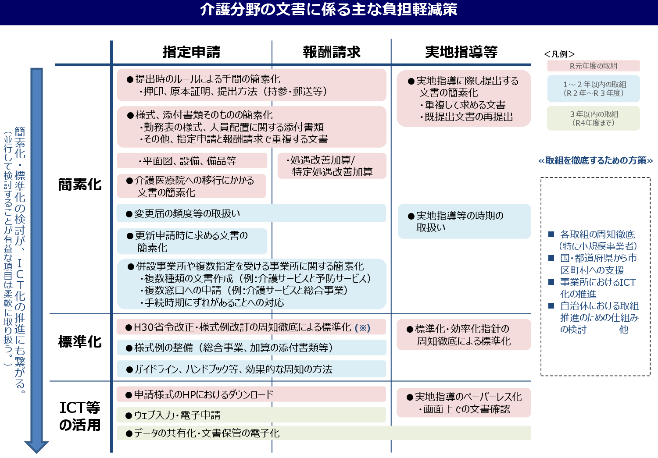 介護分野の文書に係る主な負担軽減策
指定申請
報酬請求
実地指導等
<凡例>
R元年度の取組
1~2年以内の取組
(R2年~R3年度)
3年以内の取組
(R4年度まで)
簡素化・標準化の検討が、ICT化の推進にも繋がる。
(並行して検討することが有益な項目は柔軟に取り扱う。)
簡素化
●提出時のルールによる手間の簡素化
・押印、原本証明、提出方法(持参・郵送等)
●様式、添付書類そのものの簡素化
・勤務表の様式、人員配置に関する添付書類
・その他、指定申請と報酬請求で重複する文書
・平面図、設備、備品等
・処遇改善加算/
特定処遇改善加算
●介護医療院への移行にかかる
文書の簡素化
●変更届の頻度等の取扱い
●更新申請時に求める文書の
簡素化
●併設事業所や複数指定を受ける事業所に関する簡素化
・複数種類の文書作成(例:介護サービスと予防サービス)
・複数窓口への申請(例:介護サービスと総合事業)
・手続時期にずれがあることへの対応
●実地指導に際し提出する
文書の簡素化
・重複して求める文書
・既提出文書の再提出
●実地指導等の時期の
取扱い
標準化
●H30省令改正・様式例改訂の周知徹底による標準化 (※)
●様式例の整備(総合事業、加算の添付書類等)
●ガイドライン、ハンドブック等、効果的な周知の方法
●標準化・効率化指針の
周知徹底による標準化
ICT等
の活用
●申請様式のHPにおけるダウンロード
●ウェブ入力・電子申請
●データの共有化・文書保管の電子化
●実地指導のペーパーレス化
・画面上での文書確認
≪取組を徹底するための方策≫
■ 各取組の周知徹底
(特に小規模事業者)
■ 国・都道府県から市
区町村への支援
■ 事業所におけるICT
化の推進
■ 自治体における取組
推進のための仕組み
の検討 他